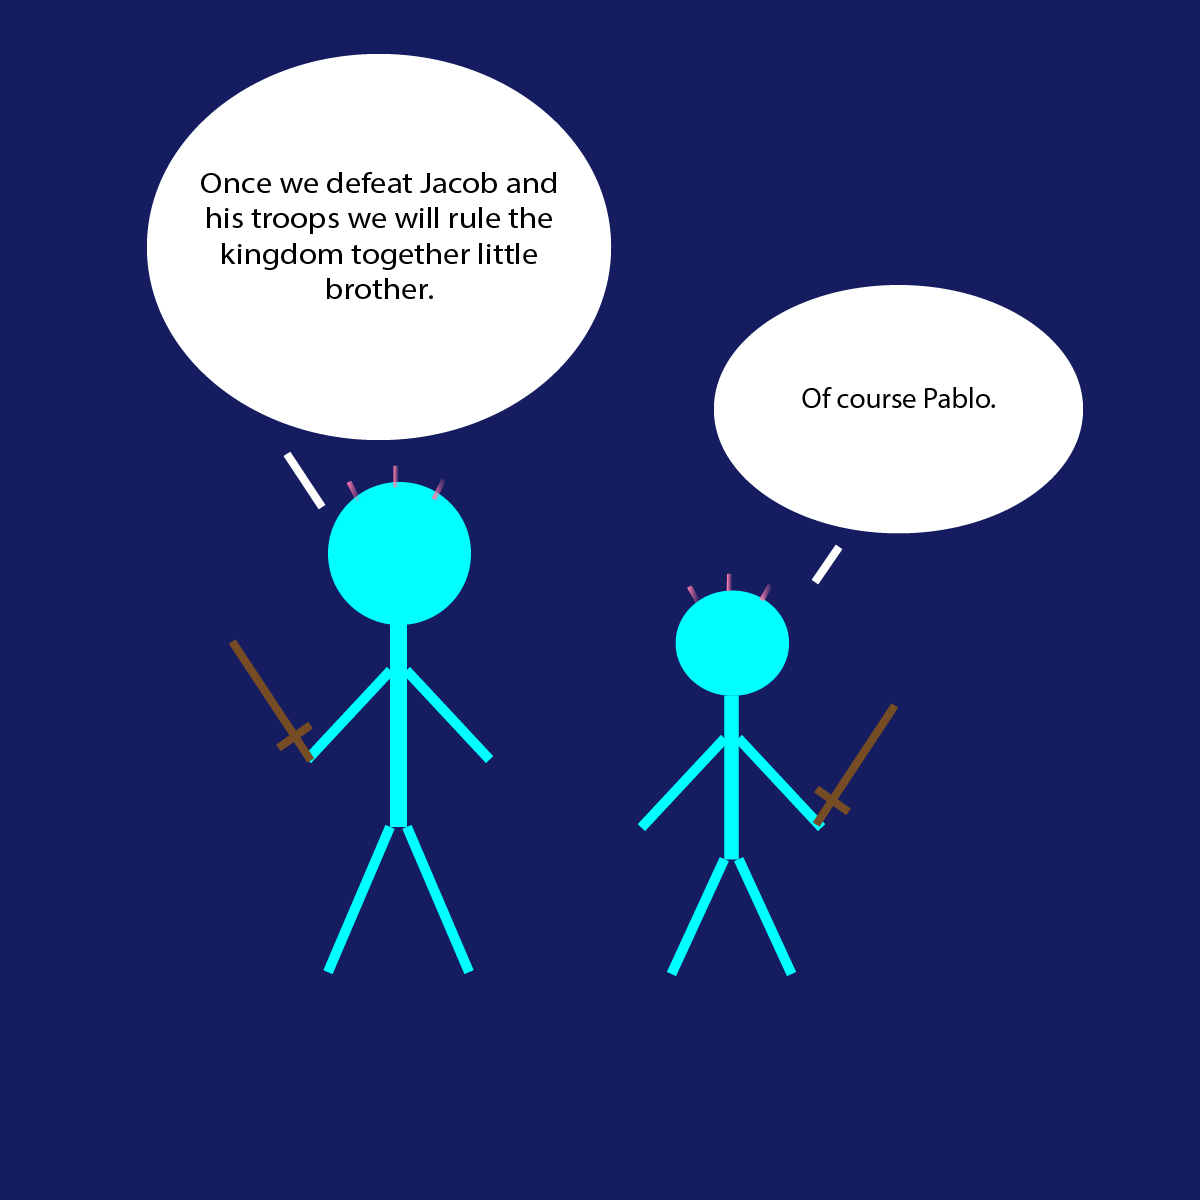 Once we defeat Jacob and
his troops we will rule the
kingdom together little
brother.
Of course Pablo.